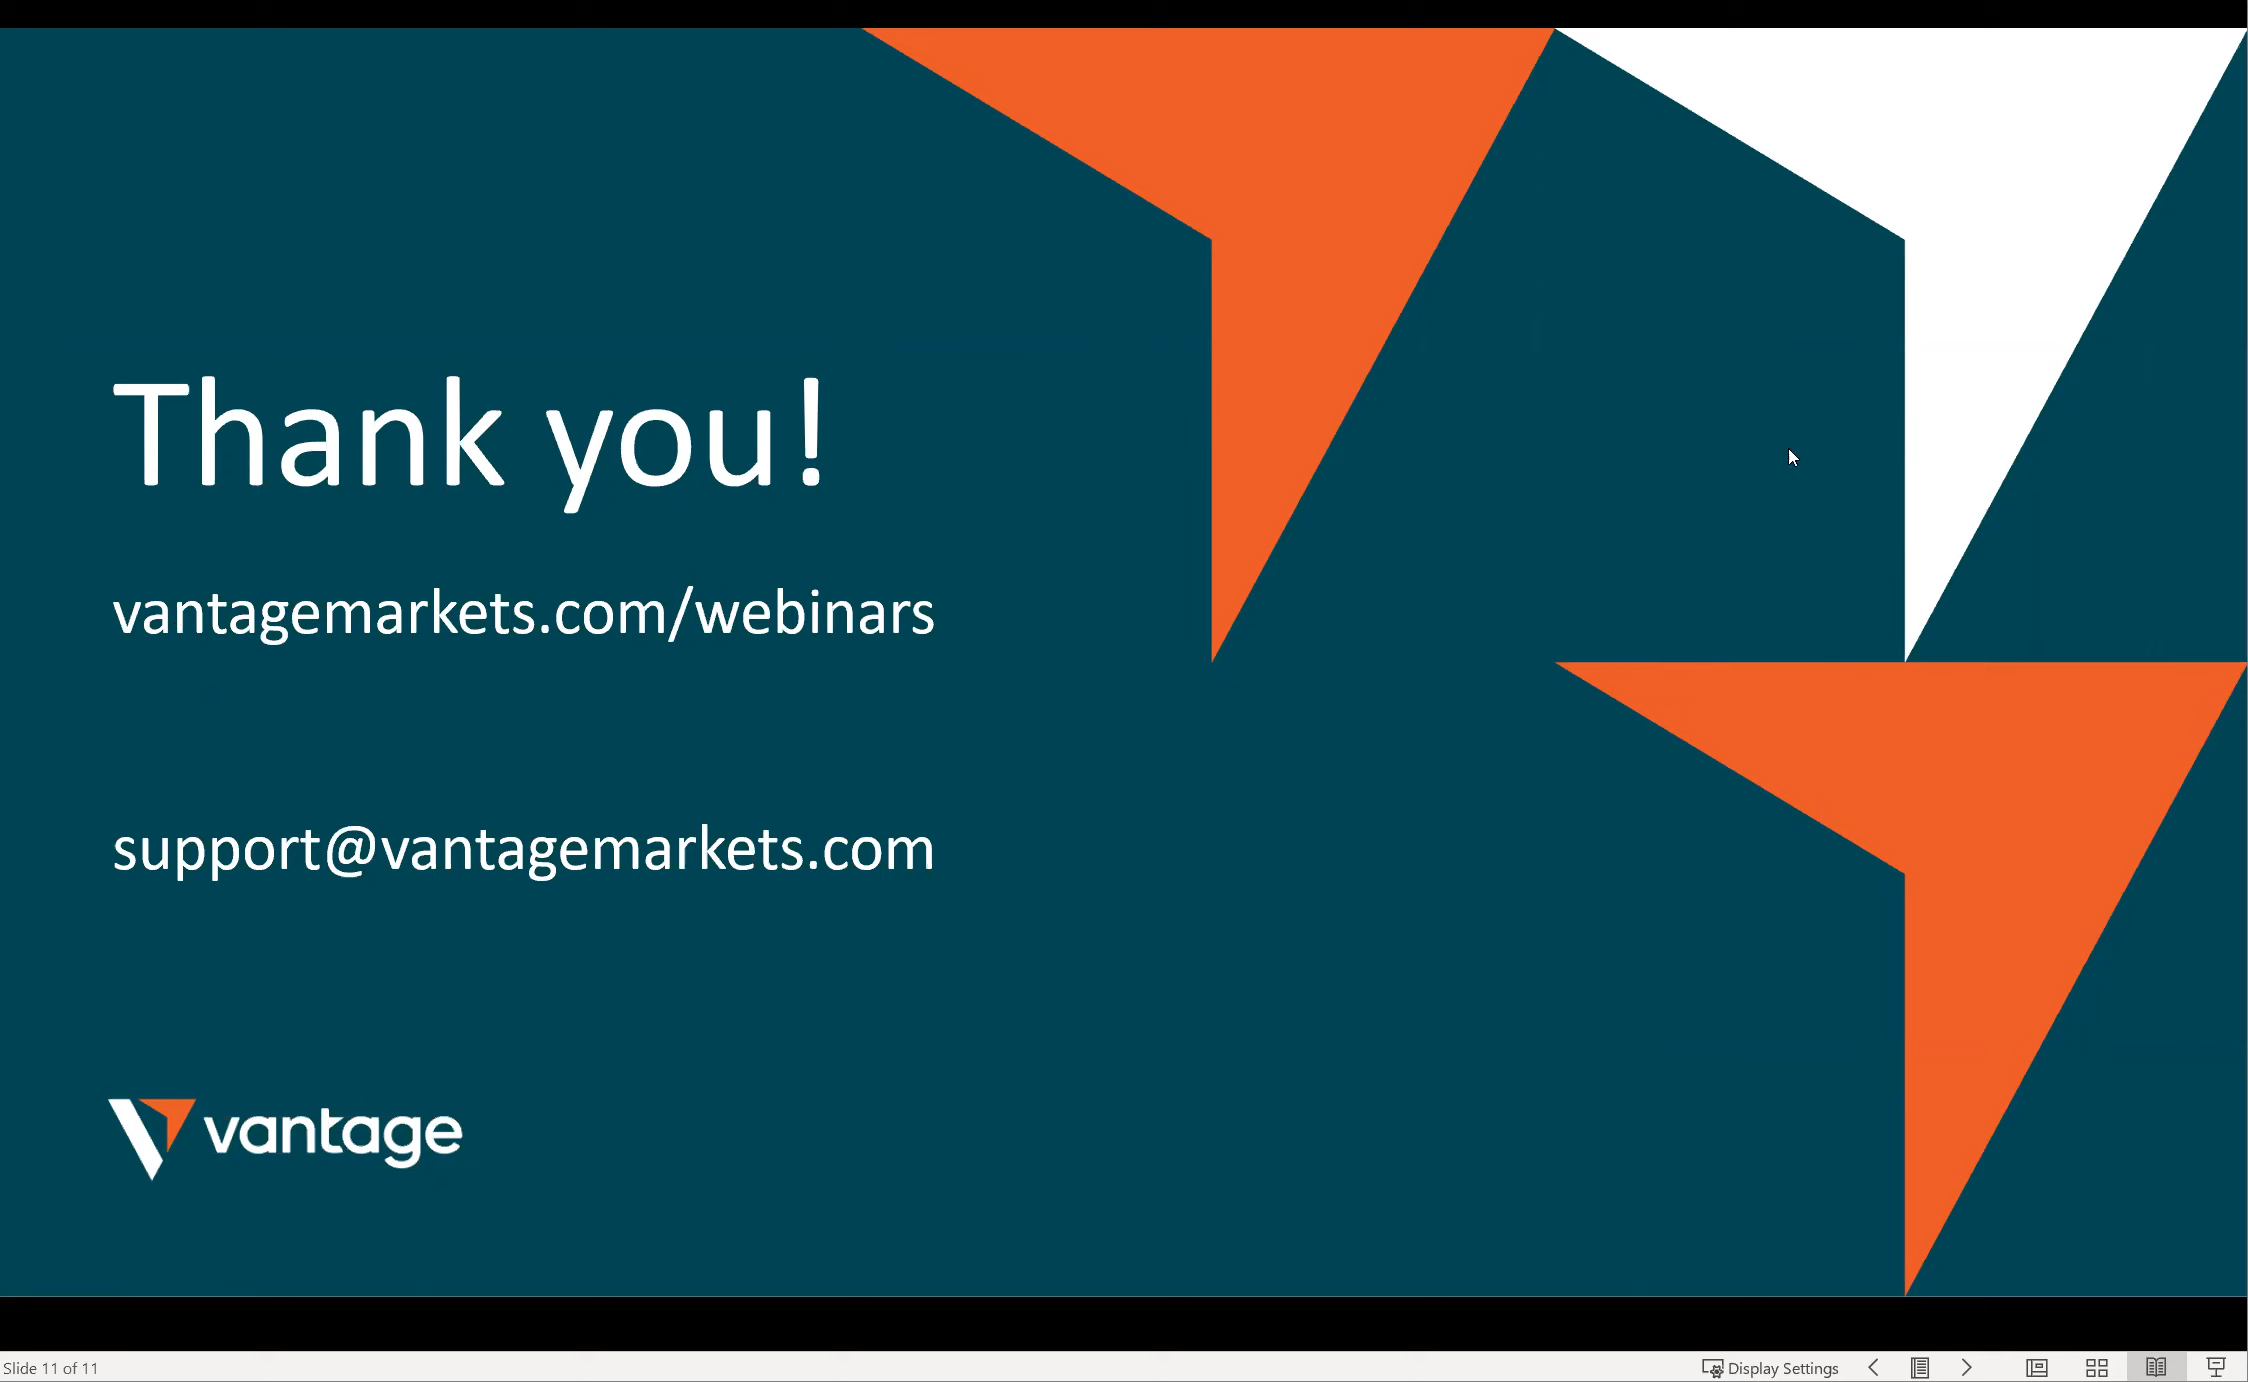 Thank you!
vantagemarkets.com/webinars
support@vantagemarkets.com
vantage
Slide 11 of 11
Display Settings